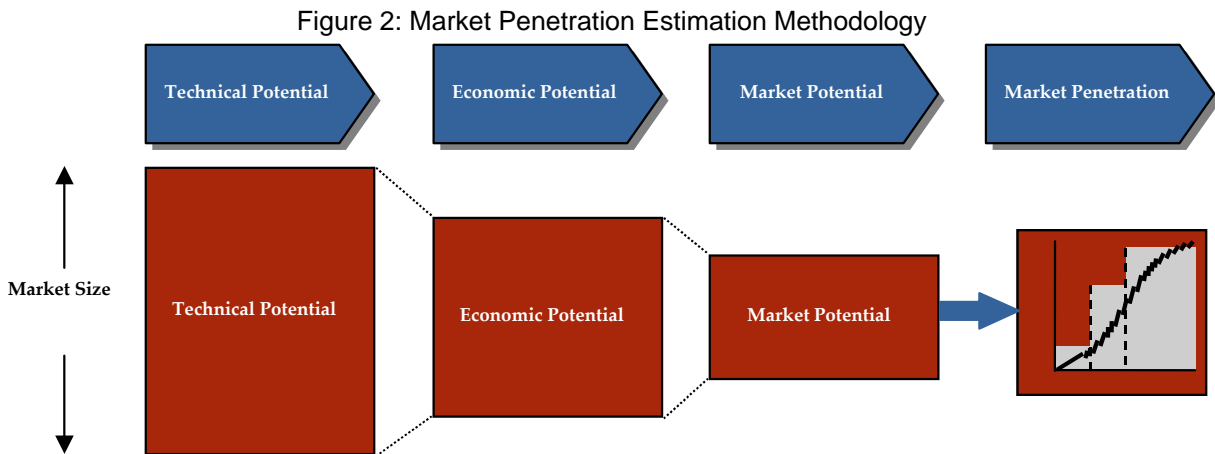 Figure 2: Market Penetration Estimation Methodology
Technical Potential
Economic Potential
Market Potential
Market Penetration
Market Size
Technical Potential
Economic Potential
Market Potential